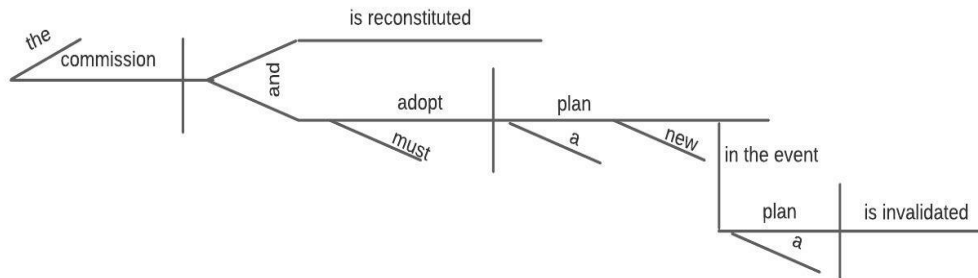 is reconstituted
the
commission
and
adopt
plan
must
a
new
in the event
plan
is invalidated
a